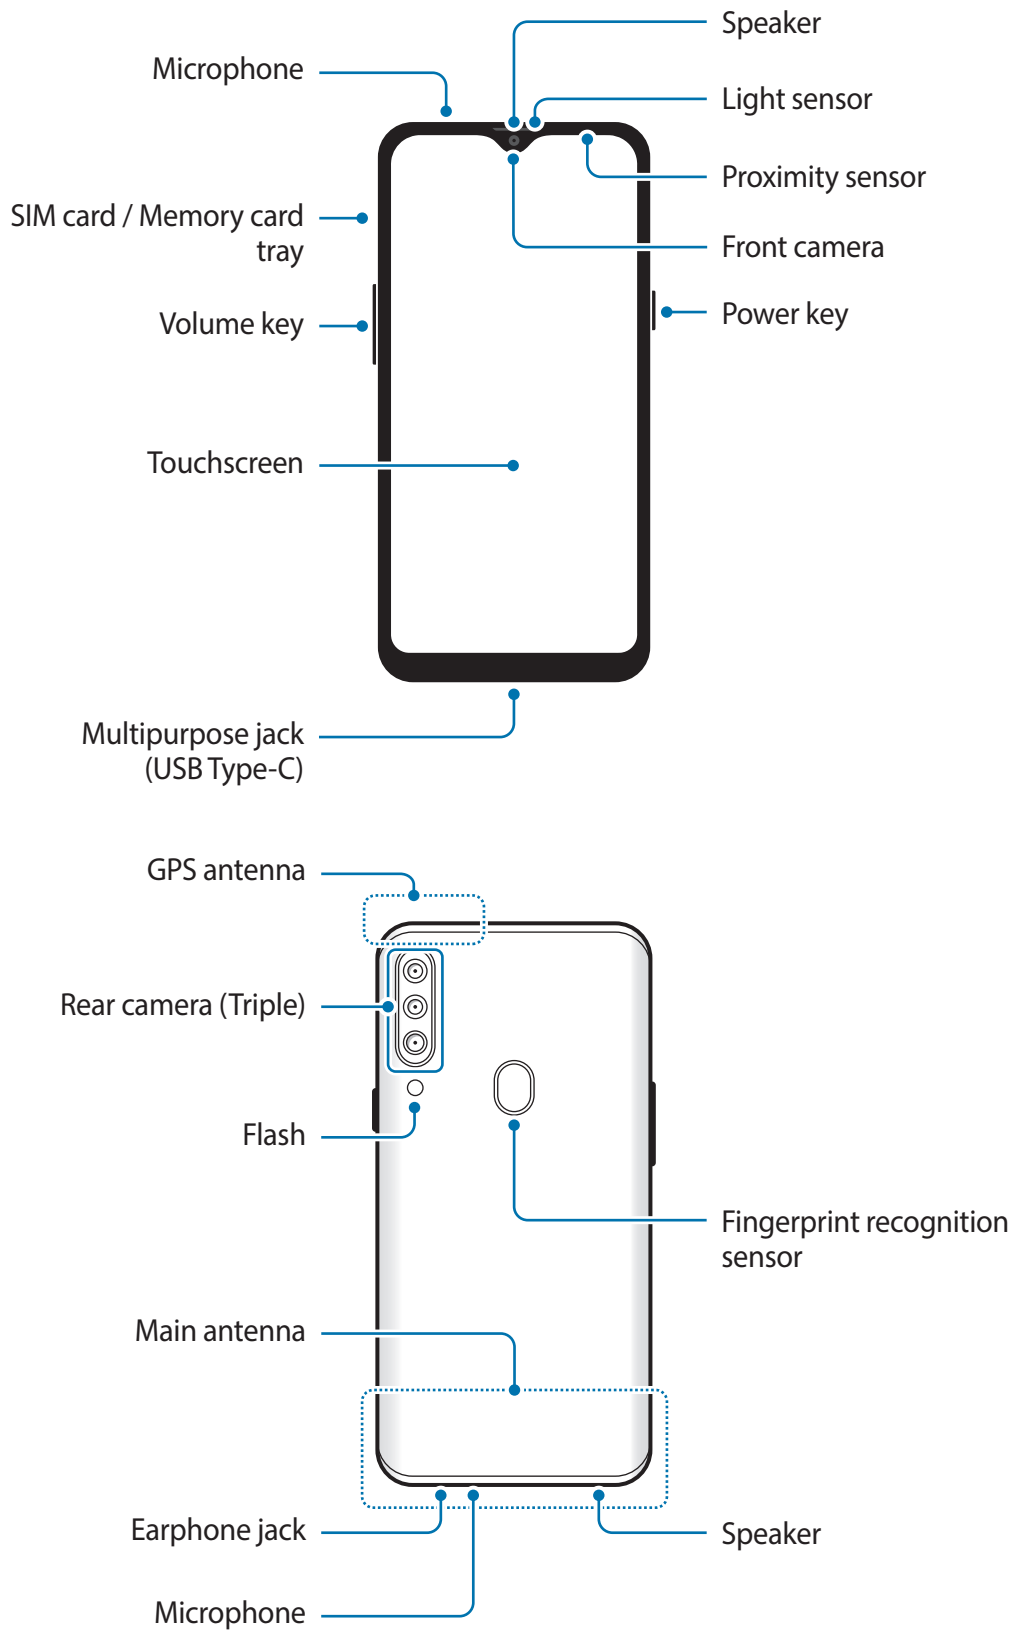 Speaker
Microphone
Light sensor
Proximity sensor
SIM card / Memory card
tray
Front camera
Volume key
Power key
Touchscreen
Multipurpose jack
(USB Type-C)
GPS antenna
Rear camera (Triple)
Flash
Fingerprint recognition
sensor
Main antenna
Earphone jack
Speaker
Microphone